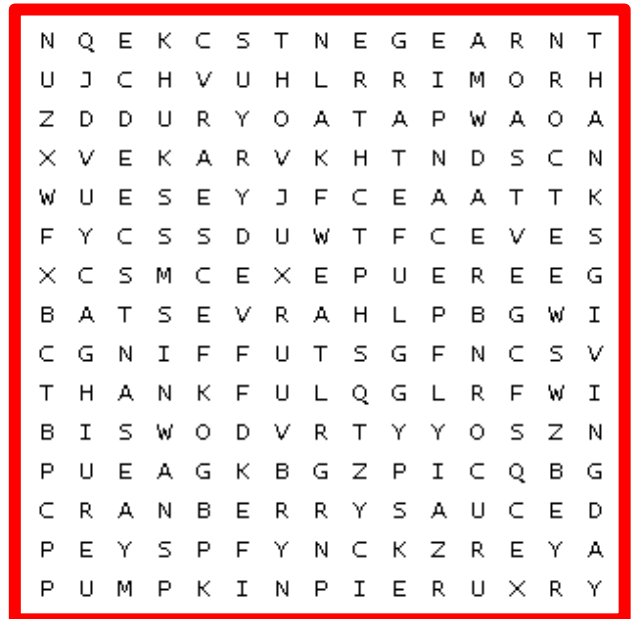 N Q E K C S T N E G E A R N T
U J C H V U H L R R I M O R H
Z D D U R Y O A T A P W A O A
X V E K A R V K H T N D S C N
W U E S E Y J F C E A A T T K
F Y C S S D U W T F C E V E S
X C S M C E X E P U E R E E G
B A T S E V R A H L P B G W I
C G N I F F U T S G F N C S V
T H A N K F U L Q G L R F W I
B I S W O D V R T Y Y O S Z N
P U E A G K B G Z P I C Q B G
C R A N B E R R Y S A U C E D
P E Y S P F Y N C K Z R E Y A
P U M P K I N P I E R U X R Y